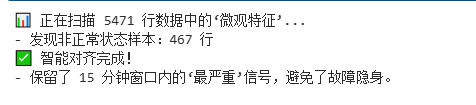 📊 正在扫描 5471 行数据中的‘微观特征’...
- 发现非正常状态样本：467 行
✅ 智能对齐完成！
- 保留了 15 分钟窗口内的‘最严重’信号，避免了故障隐身。